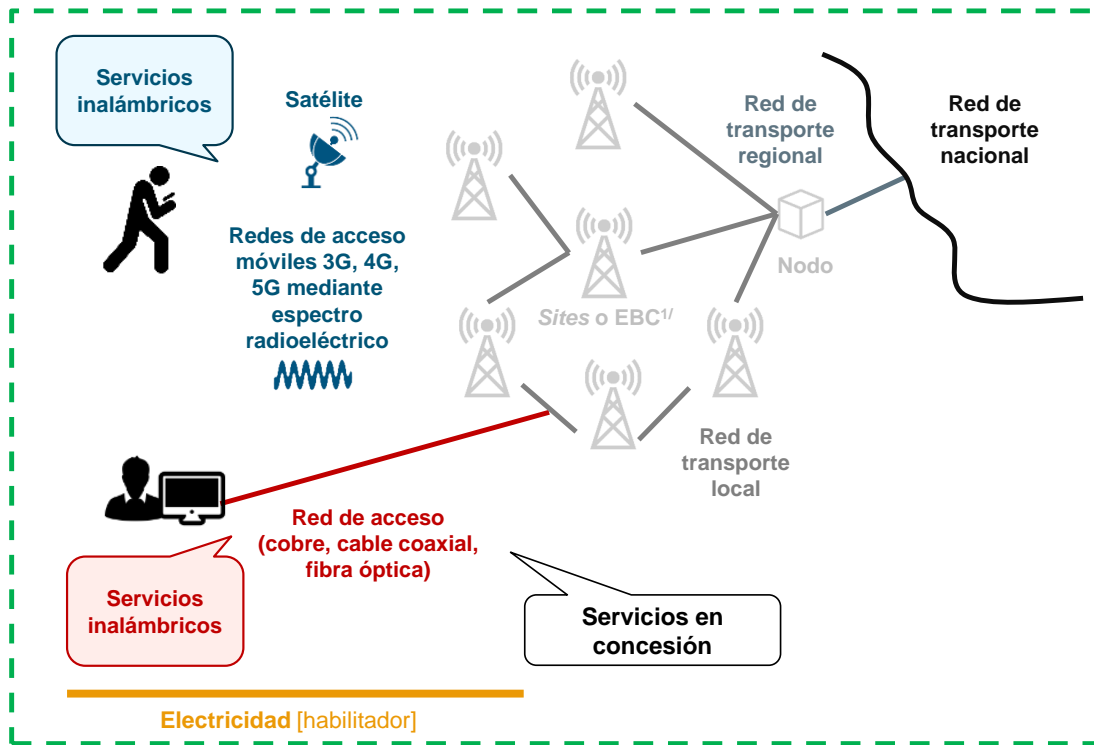 Servicios
inalámbricos
Satélite
Redes de acceso
móviles 3G, 4G,
5G mediante
espectro
radioeléctrico
Red de
transporte
regional
Red de
transporte
nacional
Nodo
Sites o EBC1/
Red de
transporte
local
Red de acceso
(cobre, cable coaxial,
fibra óptica)
Servicios
inalámbricos
Servicios en
concesión
Electricidad [habilitador]